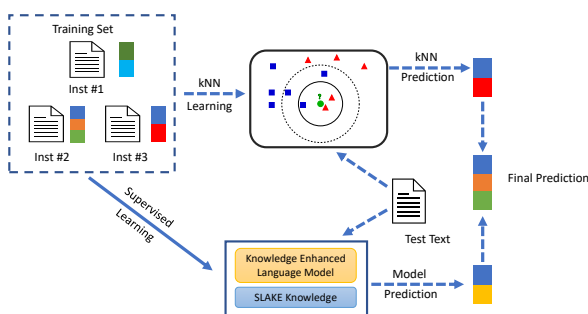 Training Set
Inst #1
Inst #2
Inst #3
kNN
Learning
?
kNN
Prediction
Final Prediction
Test Text
Supervised
Learning
Knowledge Enhanced
Language Model
SLAKE Knowledge
Model
Prediction